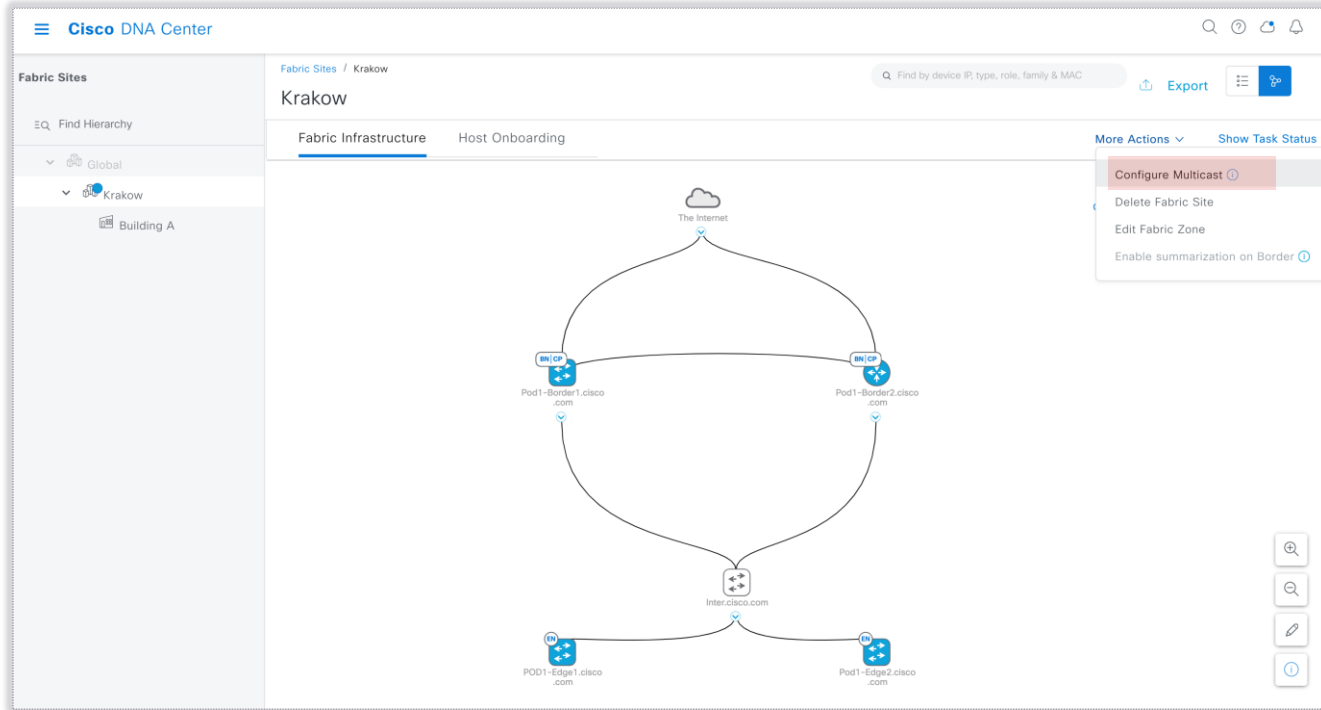 Cisco DNA Center
Fabric Sites
Find Hierarchy
Global
Krakow
Building A
Fabric Sites / Krakow
Krakow
Find by device IP, type, role, family & MAC
Export
Fabric Infrastructure
Host Onboarding
More Actions
Show Task Status
Configure Multicast
Delete Fabric Site
Edit Fabric Zone
Enable summarization on Border
The Internet
BN|CP
Pod1-Border1.cisco
.com
BN|CP
Pod1-Border2.cisco
.com
Inter.cisco.com
EN
POD1-Edge1.cisco
.com
EN
Pod1-Edge2.cisco
.com